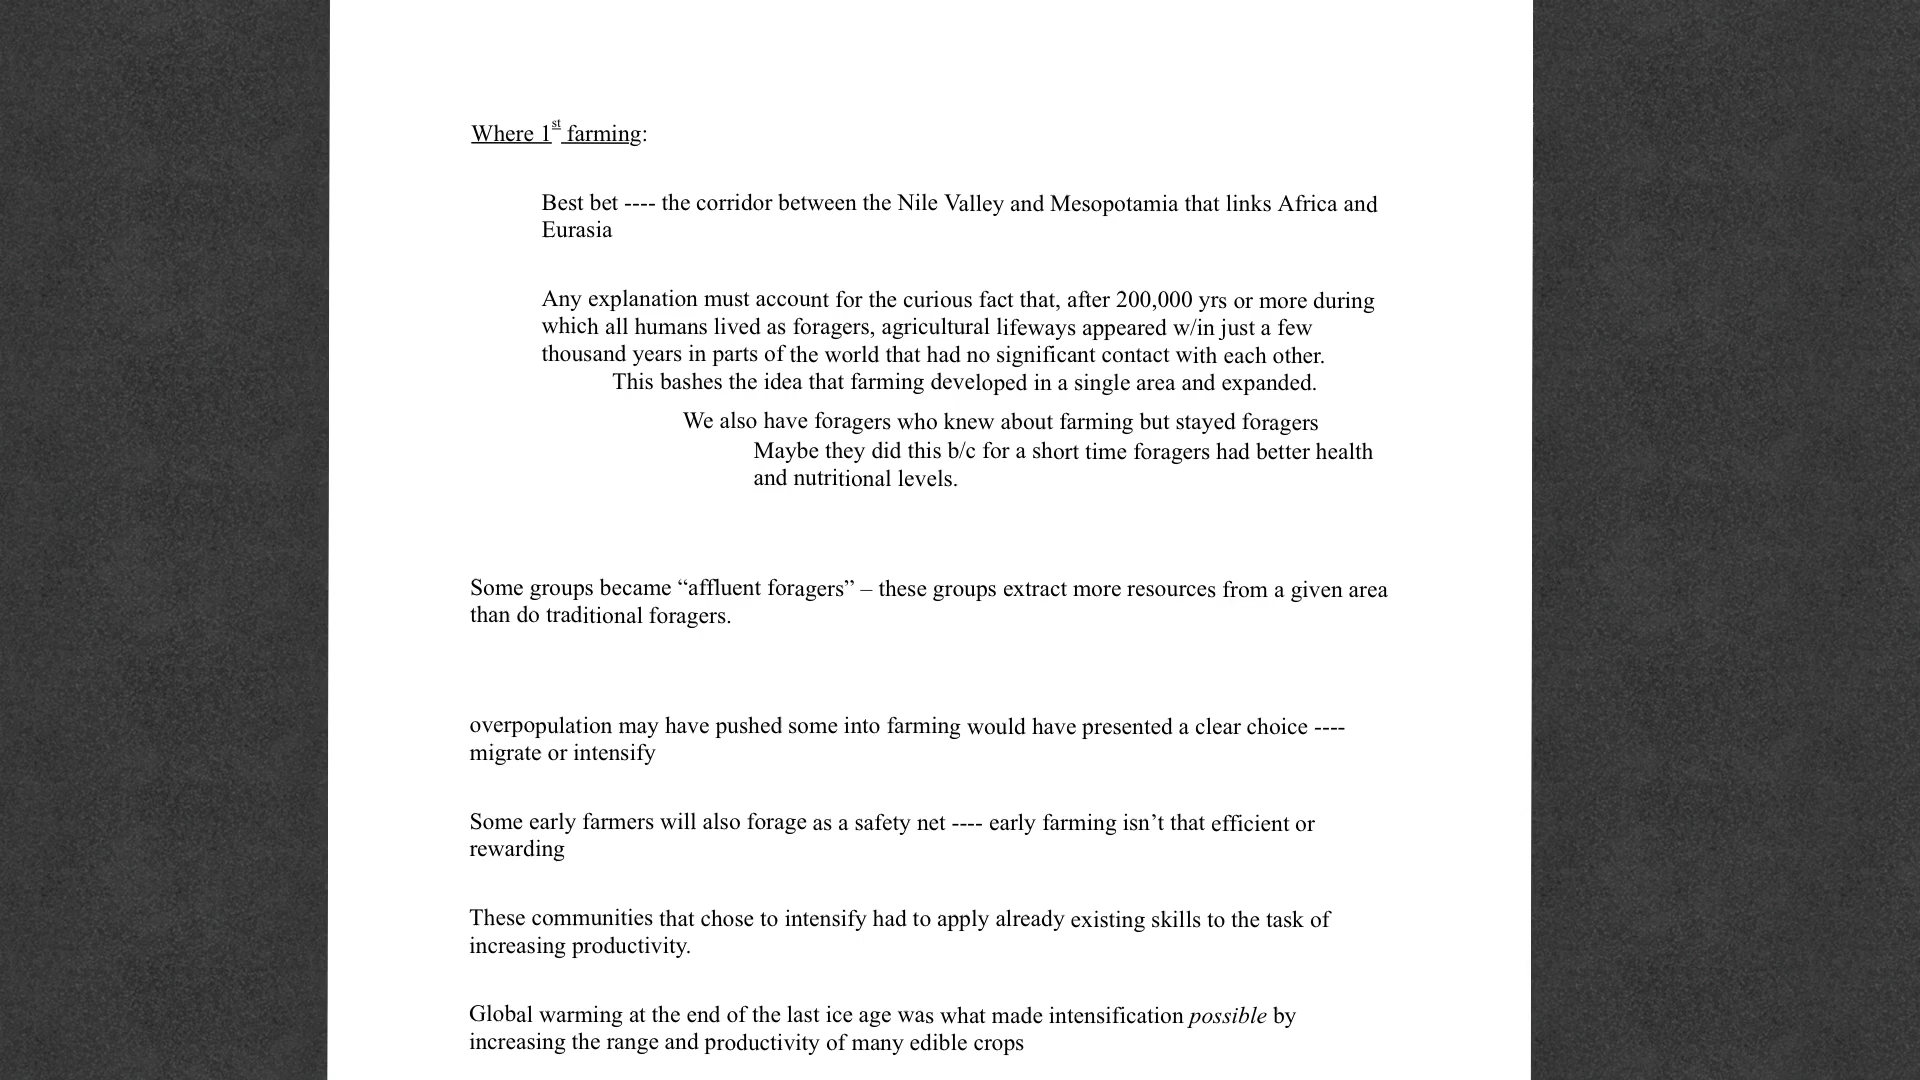 Where 1st farming:
Best bet ---- the corridor between the Nile Valley and Mesopotamia that links Africa and
Eurasia
Any explanation must account for the curious fact that, after 200,000 yrs or more during
which all humans lived as foragers, agricultural lifeways appeared w/in just a few
thousand years in parts of the world that had no significant contact with each other.
This bashes the idea that farming developed in a single area and expanded.
We also have foragers who knew about farming but stayed foragers
Maybe they did this b/c for a short time foragers had better health
and nutritional levels.
Some groups became “affluent foragers” – these groups extract more resources from a given area
than do traditional foragers.
overpopulation may have pushed some into farming would have presented a clear choice ----
migrate or intensify
Some early farmers will also forage as a safety net ---- early farming isn’t that efficient or
rewarding
These communities that chose to intensify had to apply already existing skills to the task of
increasing productivity.
Global warming at the end of the last ice age was what made intensification possible by
increasing the range and productivity of many edible crops